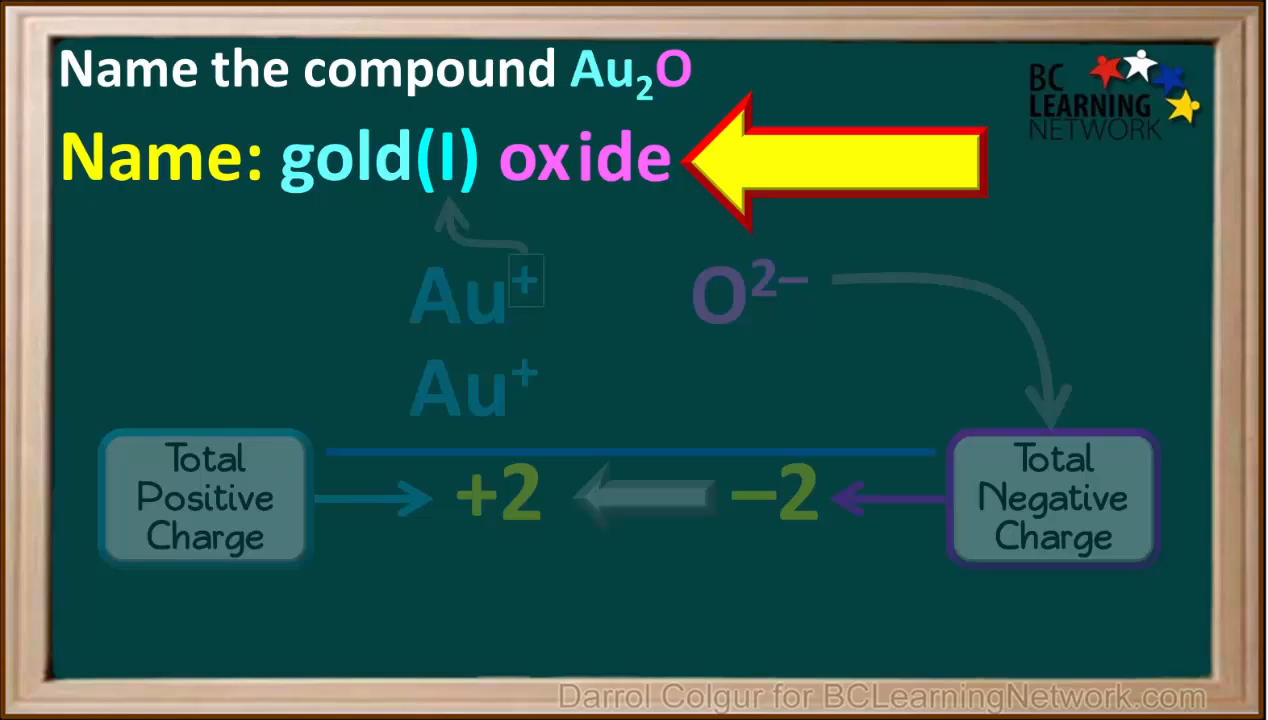 Name the compound Au₂O
BC
LEARNING
NETWORK
Name: gold(I) oxide
Au⁺
O²⁻
Au⁺
Total
Positive
Charge
+2
–2
Total
Negative
Charge
Darrol Colgur for BCLearningNetwork.com